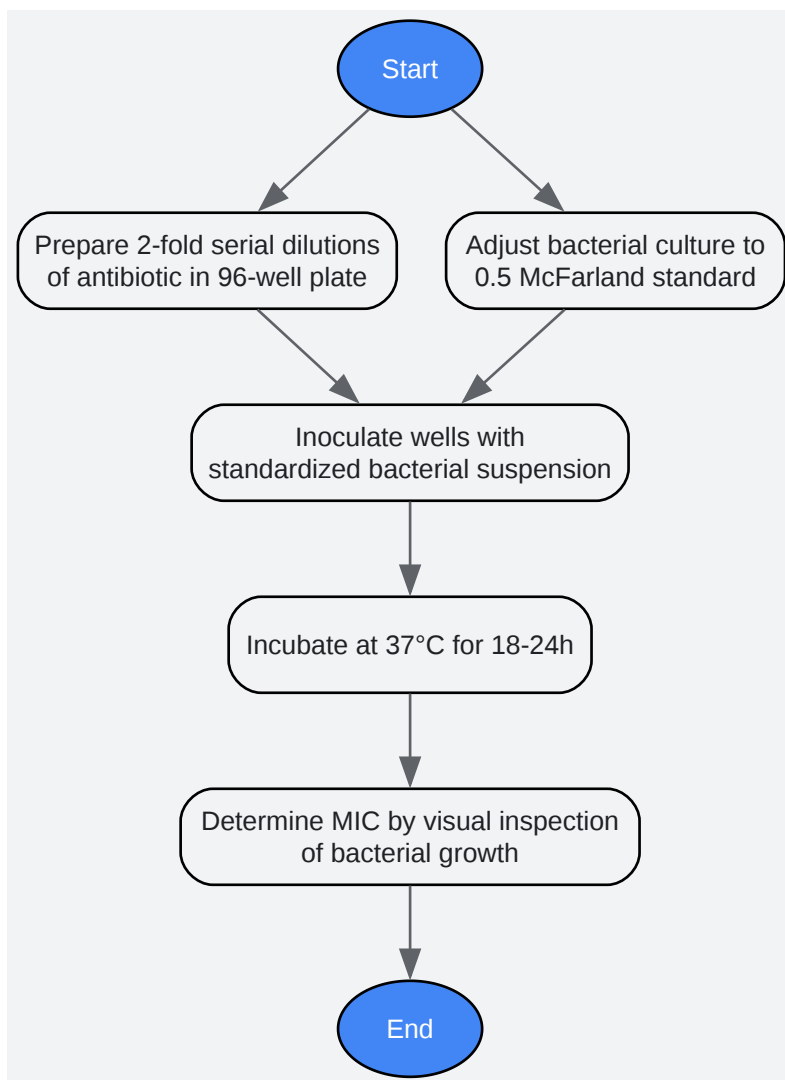 Start
Prepare 2-fold serial dilutions
of antibiotic in 96-well plate
Adjust bacterial culture to
0.5 McFarland standard
Inoculate wells with
standardized bacterial suspension
Incubate at 37°C for 18-24h
Determine MIC by visual inspection
of bacterial growth
End